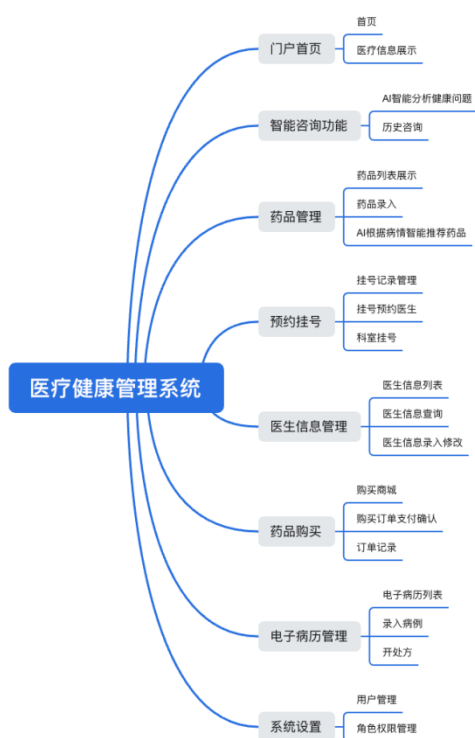 医疗健康管理系统
门户首页
首页
医疗信息展示
智能咨询功能
AI智能分析健康问题
历史咨询
药品管理
药品列表展示
药品录入
AI根据病情智能推荐药品
预约挂号
挂号记录管理
挂号预约医生
科室挂号
医生信息管理
医生信息列表
医生信息查询
医生信息录入修改
药品购买
购买商城
购买订单支付确认
订单记录
电子病历管理
电子病历列表
录入病例
开处方
系统设置
用户管理
角色权限管理